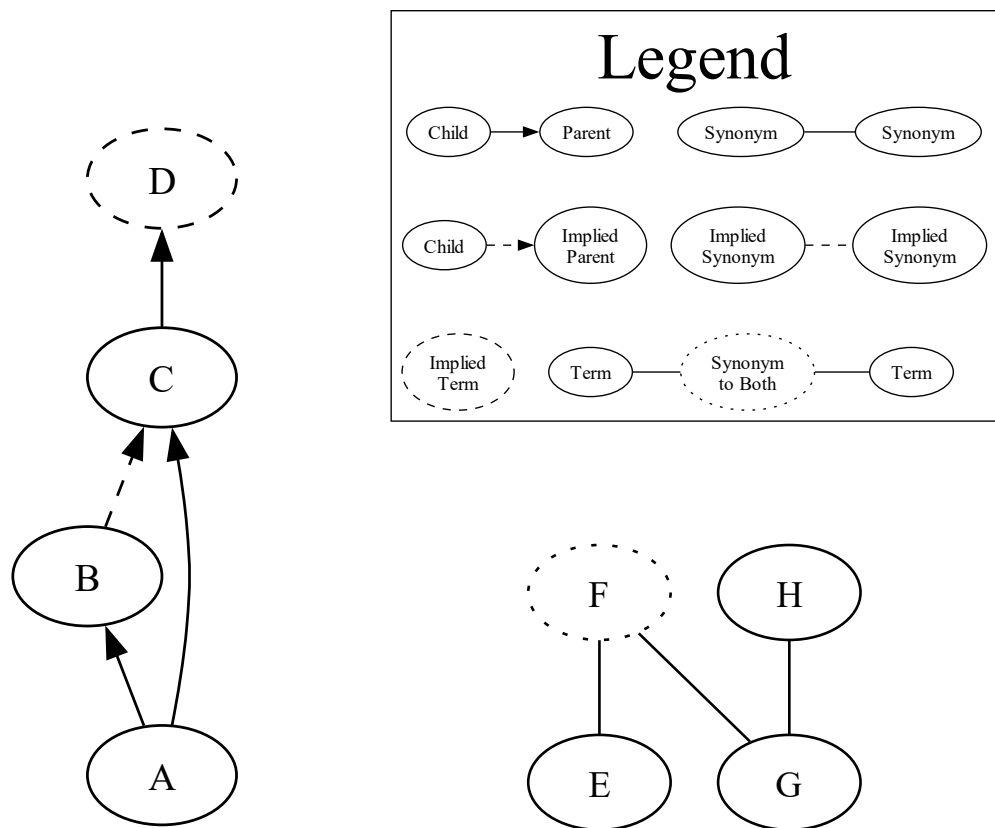 Legend
Child
Parent
Synonym
Synonym
Child
Implied
Parent
Implied
Synonym
Implied
Synonym
Implied
Term
Term
Synonym
to Both
Term
D
C
B
A
F
H
E
G